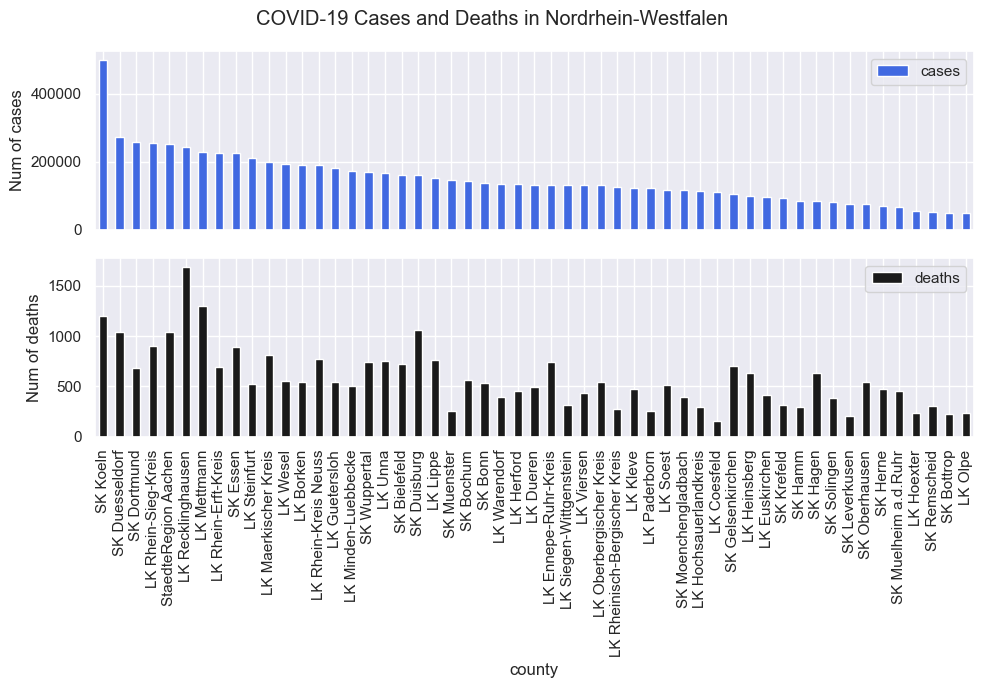 COVID-19 Cases and Deaths in Nordrhein-Westfalen
Num of cases
400000
200000
0
cases
Num of deaths
1500
1000
500
0
deaths
SK Koeln
SK Duesseldorf
SK Dortmund
LK Rhein-Sieg-Kreis
StaedteRegion Aachen
LK Recklinghausen
LK Mettmann
LK Rhein-Erft-Kreis
SK Essen
LK Steinfurt
LK Maerkischer Kreis
LK Wesel
LK Borken
LK Rhein-Kreis Neuss
LK Guetersloh
LK Minden-Luebbecke
SK Wuppertal
LK Unna
SK Bielefeld
SK Duisburg
LK Lippe
SK Muenster
SK Bochum
SK Bonn
LK Warendorf
LK Herford
LK Dueren
LK Ennepe-Ruhr-Kreis
LK Siegen-Wittgenstein
LK Viersen
LK Oberbergischer Kreis
LK Rheinisch-Bergischer Kreis
LK Kleve
LK Paderborn
LK Soest
SK Moenchengladbach
LK Hochsauerlandkreis
LK Coesfeld
SK Gelsenkirchen
LK Heinsberg
LK Euskirchen
SK Krefeld
SK Hamm
SK Hagen
SK Solingen
SK Leverkusen
SK Oberhausen
SK Herne
SK Muelheim a.d.Ruhr
LK Hoexter
SK Remscheid
SK Bottrop
LK Olpe
county